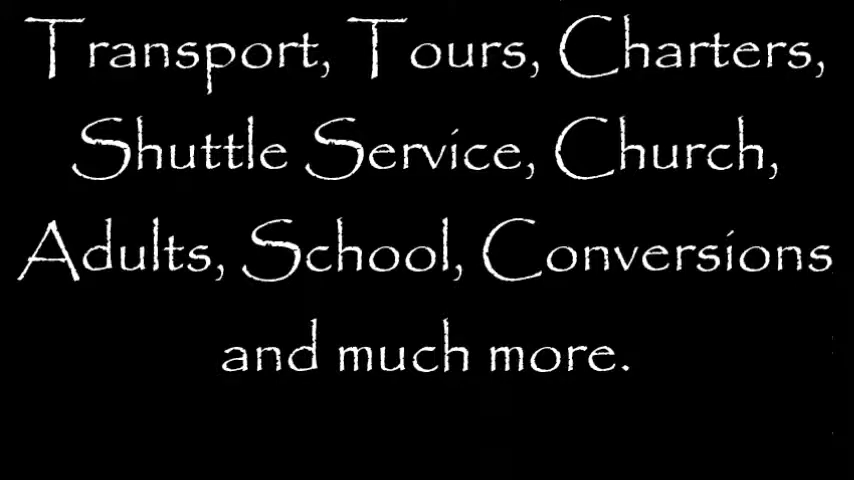 Transport, Tours, Charters,
Shuttle Service, Church,
Adults, School, Conversions
and much more.